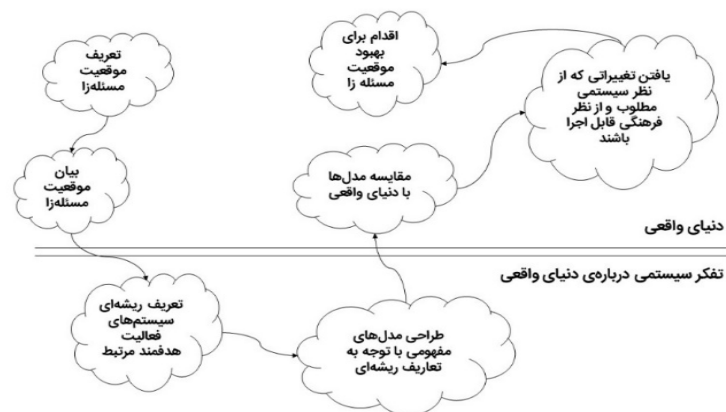 تعریف
موقعیت
مسئله‌زا
بیان
موقعیت
مسئله‌زا
تعریف ریشه‌ای
سیستم‌های
فعالیت
هدفمند مرتبط
طراحی مدل‌های
مفهومی با توجه به
تعاریف ریشه‌ای
مقایسه مدل‌ها
با دنیای واقعی
یافتن تغییراتی که از
نظر سیستمی
مطلوب و از نظر
فرهنگی قابل اجرا
باشند
اقدام برای
بهبود
موقعیت
مسئله زا
دنیای واقعی
تفکر سیستمی درباره‌ی دنیای واقعی